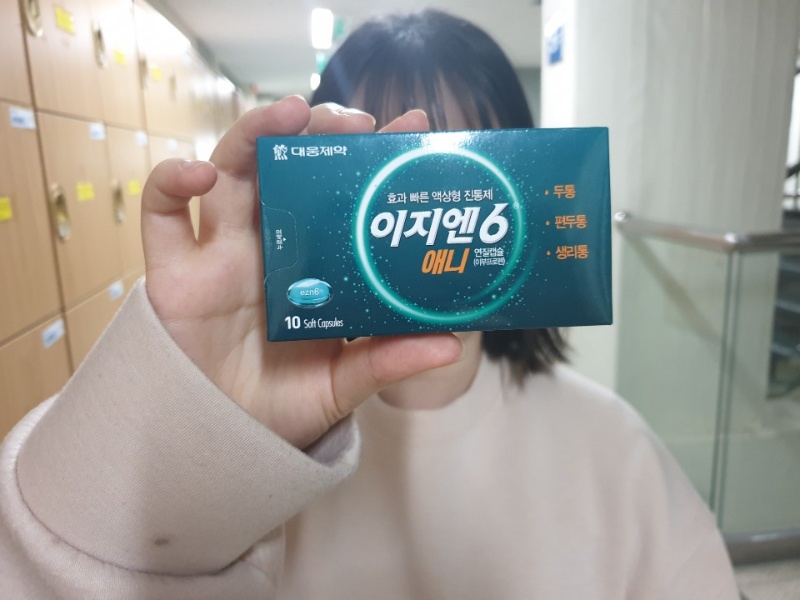 대웅제약
효과 빠른 액상형 진통제
이지엔6
애니 연질캡슐
(이부프로펜)
• 두통
• 편두통
• 생리통
ezn6
10 Soft Capsules